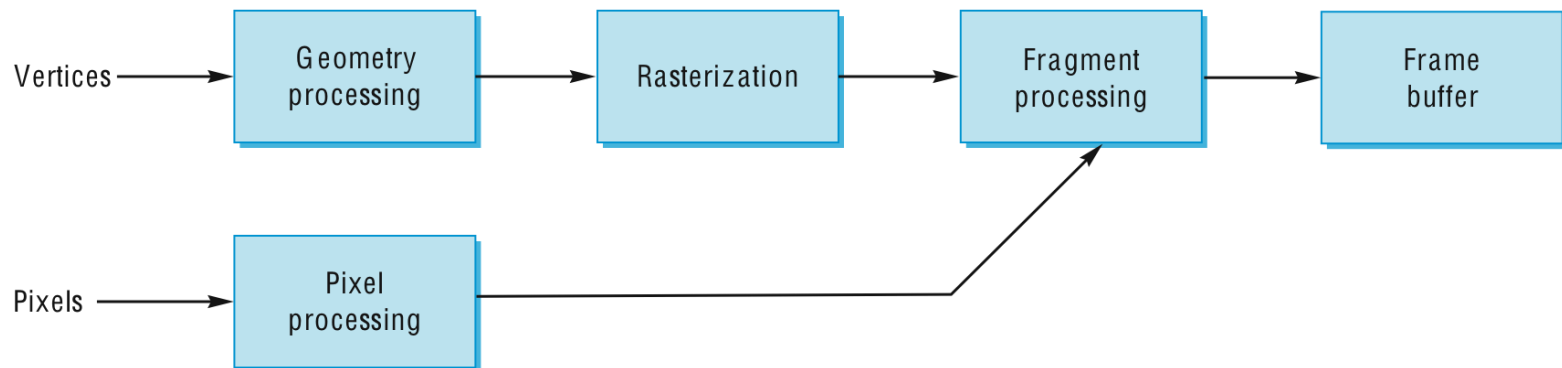 Vertices
Geometry
processing
Rasterization
Fragment
processing
Frame
buffer
Pixels
Pixel
processing